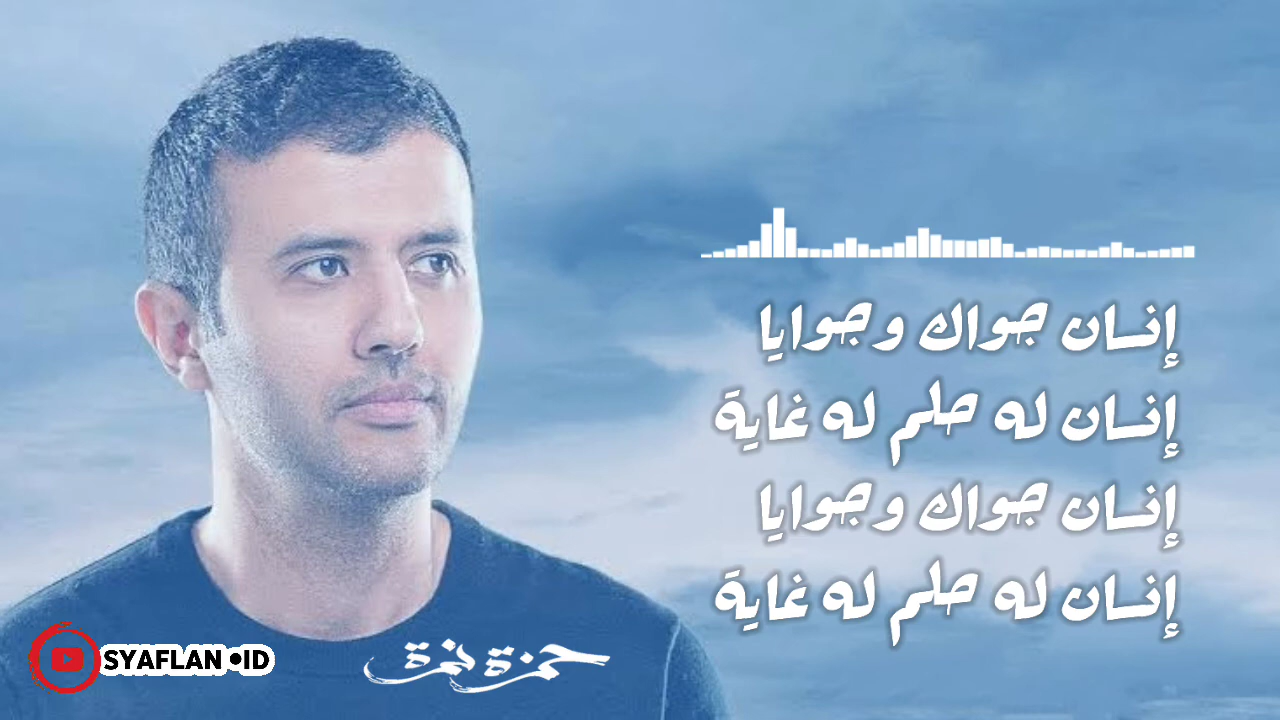 إنسان جواك وجوايا
إنسان له حلم له غاية
إنسان جواك وجوايا
إنسان له حلم له غاية
حمزة نمرة
SYAFLAN •ID